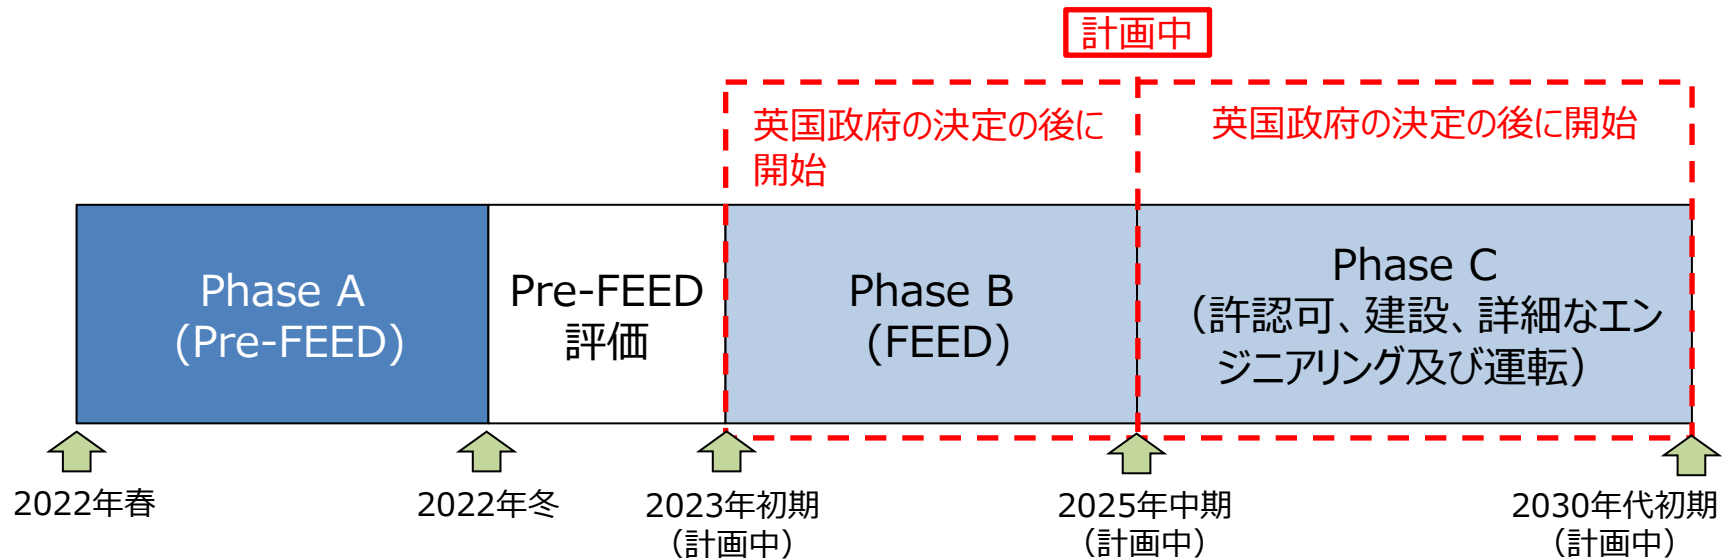 計画中
英国政府の決定の後に
開始
英国政府の決定の後に開始
Phase A
(Pre-FEED)
Pre-FEED
評価
Phase B
(FEED)
Phase C
（許認可、建設、詳細なエン
ジニアリング及び運転）
2022年春
2022年冬
2023年初期
（計画中）
2025年中期
（計画中）
2030年代初期
（計画中）